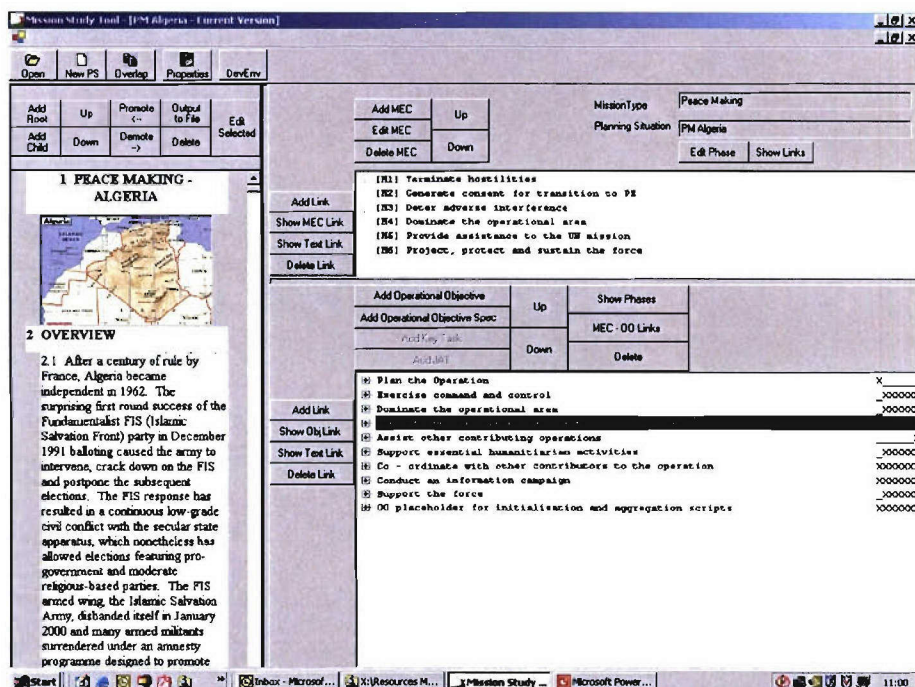 Mission Study Tool - [PM Algeria - Current Version]
Open New PS Overlap Properties DevEnv
Add Root Up Promote <-- Output to File Edit Selected
Add Child Down Demote --> Delete
1 PEACE MAKING - ALGERIA
Algeria
2 OVERVIEW
2.1 After a century of rule by
France, Algeria became
independent in 1962. The
surprising first round success of the
Fundamentalist FIS (Islamic
Salvation Front) party in December
1991 balloting caused the army to
intervene, crack down on the FIS
and postpone the subsequent
elections. The FIS response has
resulted in a continuous low-grade
civil conflict with the secular state
apparatus, which nonetheless has
allowed elections featuring pro-
government and moderate
religious-based parties. The FIS
armed wing, the Islamic Salvation
Army, disbanded itself in January
2000 and many armed militants
surrendered under an amnesty
programme designed to promote
Add MEC Up
Edit MEC
Delete MEC Down
MissionType Peace Making
Planning Situation PM Algeria
Edit Phase Show Links
Add Link
Show MEC Link
Show Text Link
Delete Link
[M1] Terminate hostilities
[M2] Generate consent for transition to PE
[M3] Deter adverse interference
[M4] Dominate the operational area
[M5] Provide assistance to the UN mission
[M6] Project, protect and sustain the force
Add Operational Objective Up Show Phases
Add Operational Objective Spec MEC - OO Links
Add Key Task Down Delete
Add JAT
Add Link
Show Obj Link
Show Text Link
Delete Link
Plan the Operation X
Exercise command and control
Dominate the operational area
Assist other contributing operations
Support essential humanitarian activities
Co - ordinate with other contributors to the operation
Conduct an information campaign
Support the force
OO placeholder for initialisation and aggregation scripts
Start Inbox - Microsof... X:\Resources M... Mission Study ... Microsoft Power... 11:00